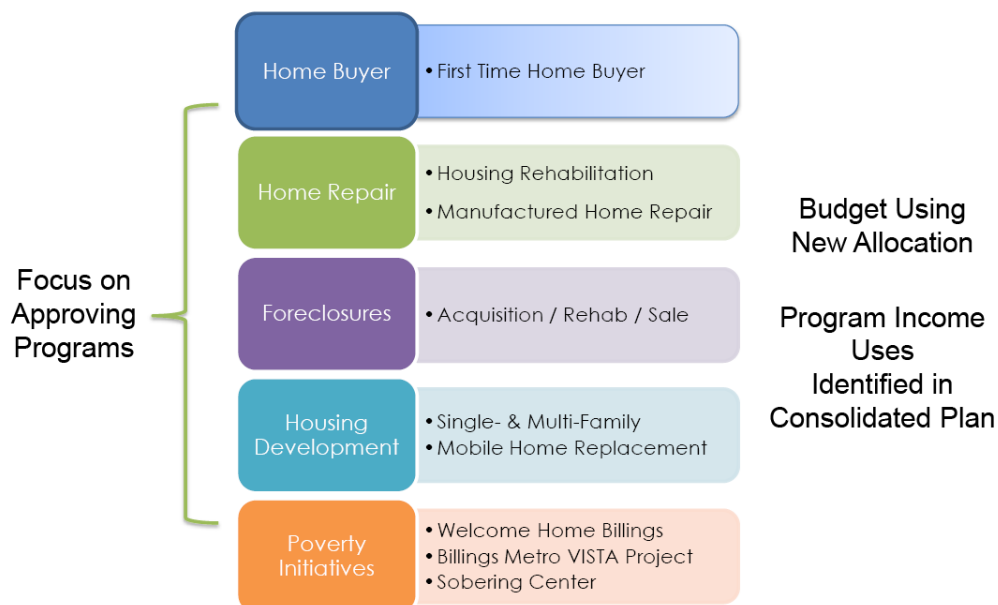 Focus on
Approving
Programs
Home Buyer
• First Time Home Buyer
Home Repair
• Housing Rehabilitation
• Manufactured Home Repair
Foreclosures
• Acquisition / Rehab / Sale
Housing
Development
• Single- & Multi-Family
• Mobile Home Replacement
Poverty
Initiatives
• Welcome Home Billings
• Billings Metro VISTA Project
• Sobering Center
Budget Using
New Allocation
Program Income
Uses
Identified in
Consolidated Plan